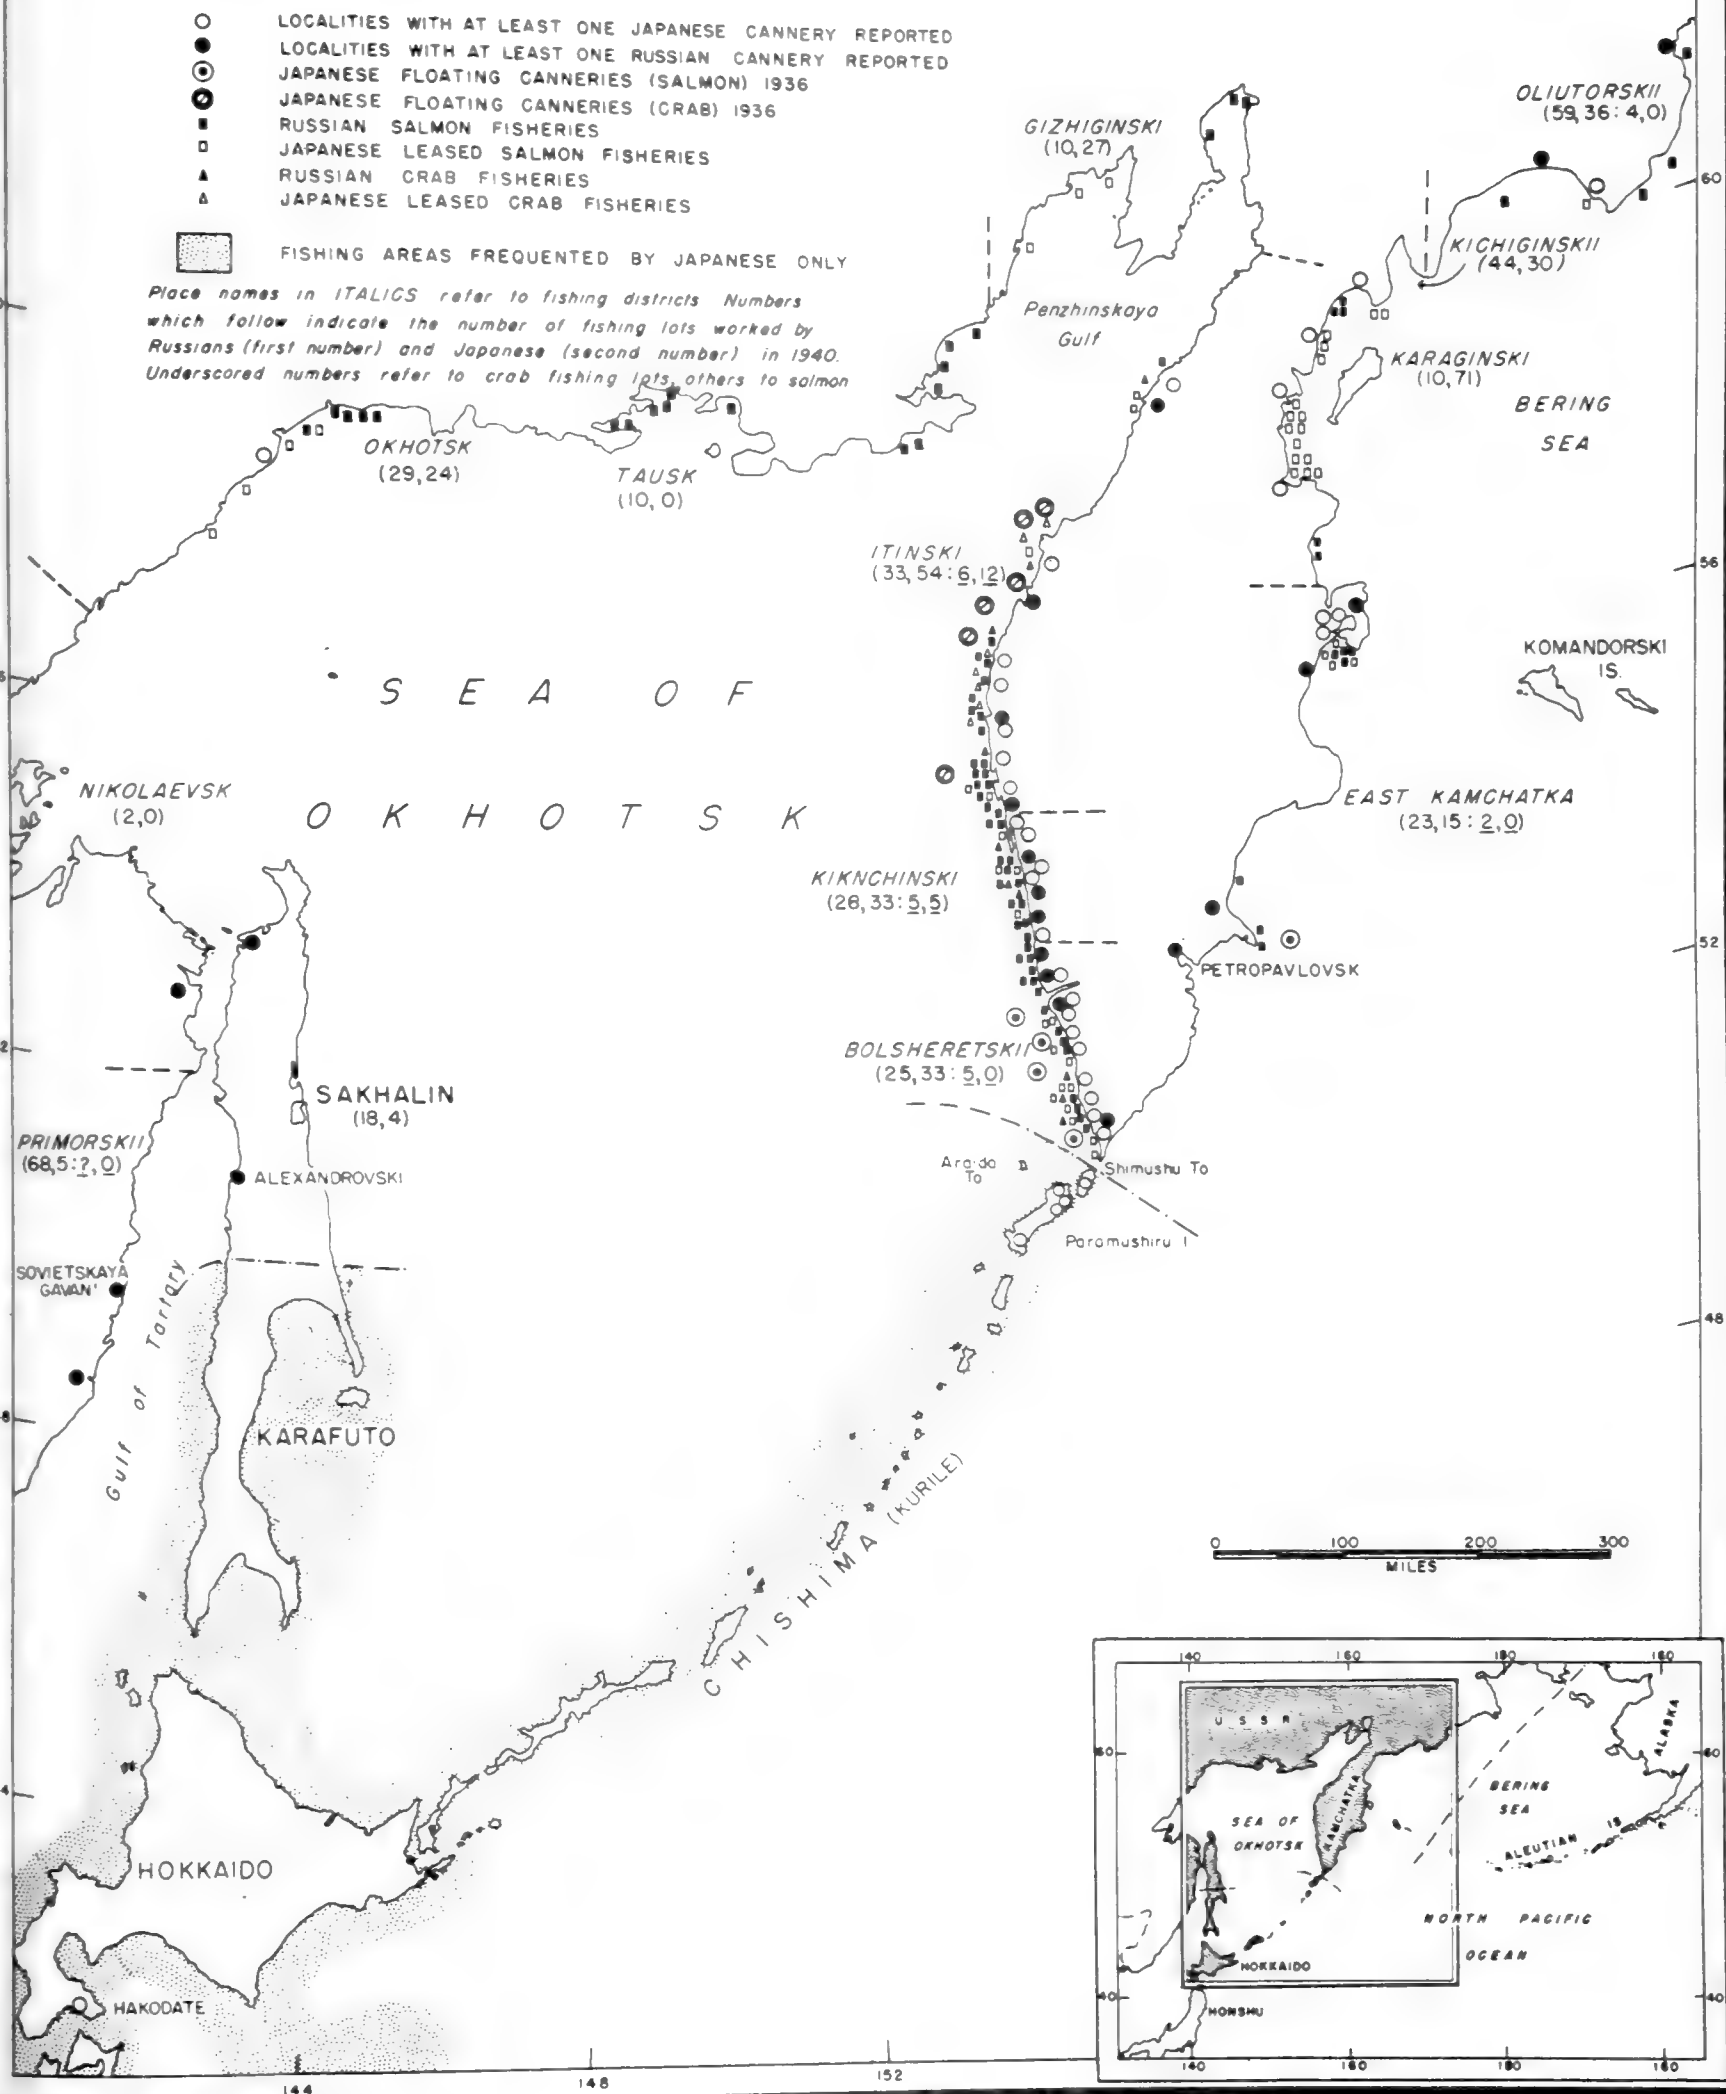 LOCALITIES WITH AT LEAST ONE JAPANESE CANNERY REPORTED
LOCALITIES WITH AT LEAST ONE RUSSIAN CANNERY REPORTED
JAPANESE FLOATING CANNERIES (SALMON) 1936
JAPANESE FLOATING CANNERIES (CRAB) 1936
RUSSIAN SALMON FISHERIES
JAPANESE LEASED SALMON FISHERIES
RUSSIAN CRAB FISHERIES
JAPANESE LEASED CRAB FISHERIES
FISHING AREAS FREQUENTED BY JAPANESE ONLY
Place names in ITALICS refer to fishing districts Numbers
which follow indicate the number of fishing lots worked by
Russians (first number) and Japanese (second number) in 1940.
Underscored numbers refer to crab fishing lots, others to salmon
OLIUTORSKII
(59,36:4,0)
GIZHIGINSKI
(10,27)
60
KICHIGINSKII
(44,30)
Penzhinskaya
Gulf
KARAGINSKI
(10,71)
BERING
SEA
OKHOTSK
(29,24)
TAUSK
(10,0)
ITINSKI
(33,54:6,12)
56
KOMANDORSKI
IS.
SEA OF
OKHOTSK
NIKOLAEVSK
(2,0)
EAST KAMCHATKA
(23,15:2,0)
KIKNCHINSKI
(28,33:5,5)
52
PETROPAVLOVSK
2
BOLSHERETSKII
(25,33:5,0)
SAKHALIN
(18,4)
PRIMORSKII
(68,5:?,0)
ALEXANDROVSKI
Araido
To
Shimushu To
Paramushiru I
SOVIETSKAYA
GAVAN'
Gulf of Tartary
48
8
KARAFUTO
CHISHIMA (KURILE)
0 100 200 300
MILES
4
HOKKAIDO
HAKODATE
144
148
152
140 160 180 160
USSR
ALASKA
60
60
KAMCHATKA
BERING
SEA
SEA OF
OKHOTSK
ALEUTIAN IS
NORTH PACIFIC
OCEAN
HOKKAIDO
HONSHU
40
40
140 160 180 160